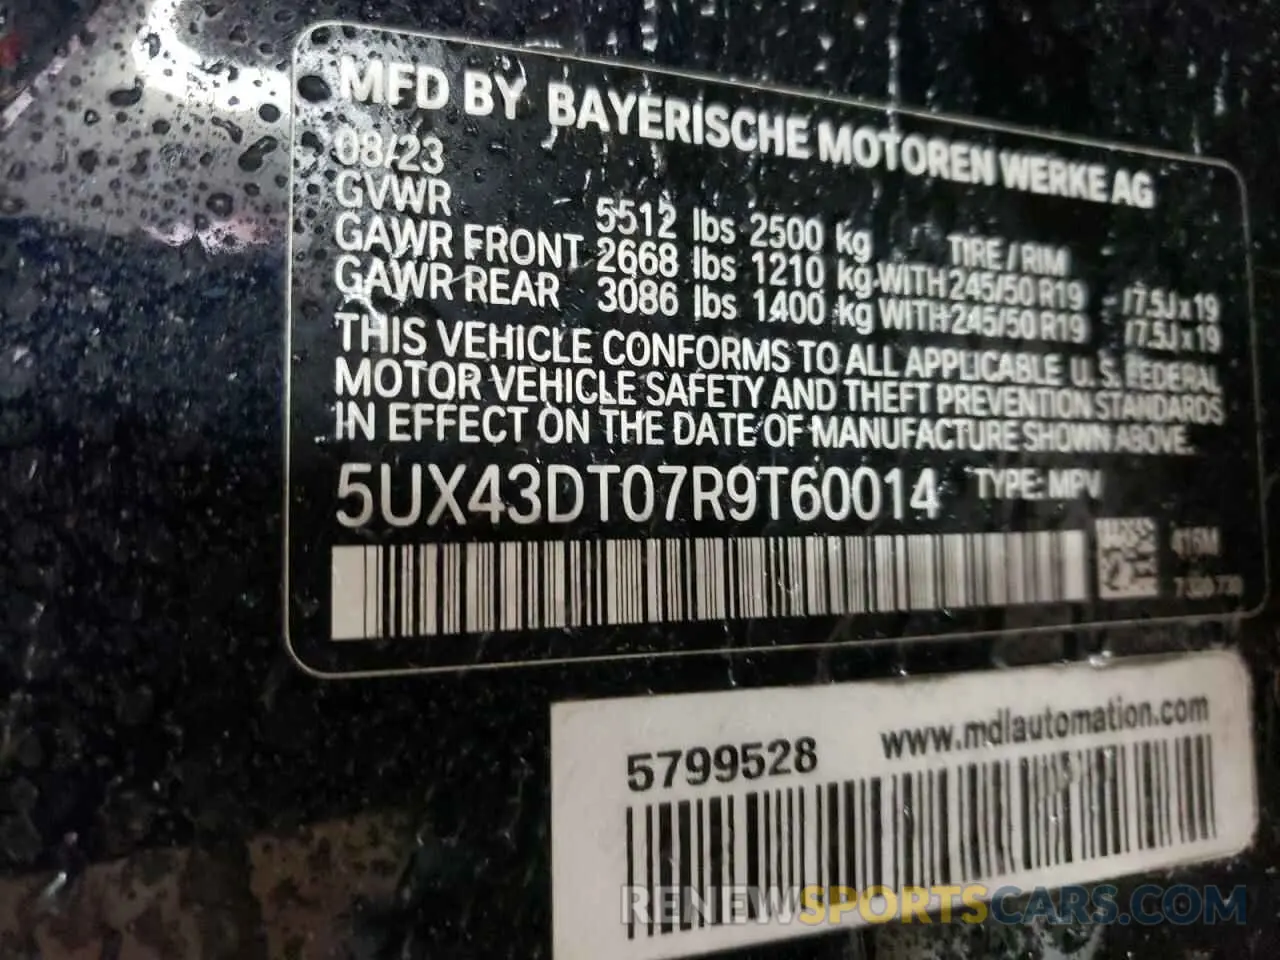 MFD BY BAYERISCHE MOTOREN WERKE AG
08/23
GVWR 5512 lbs 2500 kg TIRE / RIM
GAWR FRONT 2668 lbs 1210 kg WITH 245/50 R19 - /7.5J x 19
GAWR REAR 3086 lbs 1400 kg WITH 245/50 R19 - /7.5J x 19
THIS VEHICLE CONFORMS TO ALL APPLICABLE U. S. FEDERAL
MOTOR VEHICLE SAFETY AND THEFT PREVENTION STANDARDS
IN EFFECT ON THE DATE OF MANUFACTURE SHOWN ABOVE.
5UX43DT07R9T60014 TYPE: MPV
416M
5799528 www.mdlautomation.com
RENEWSPORTSCARS.COM